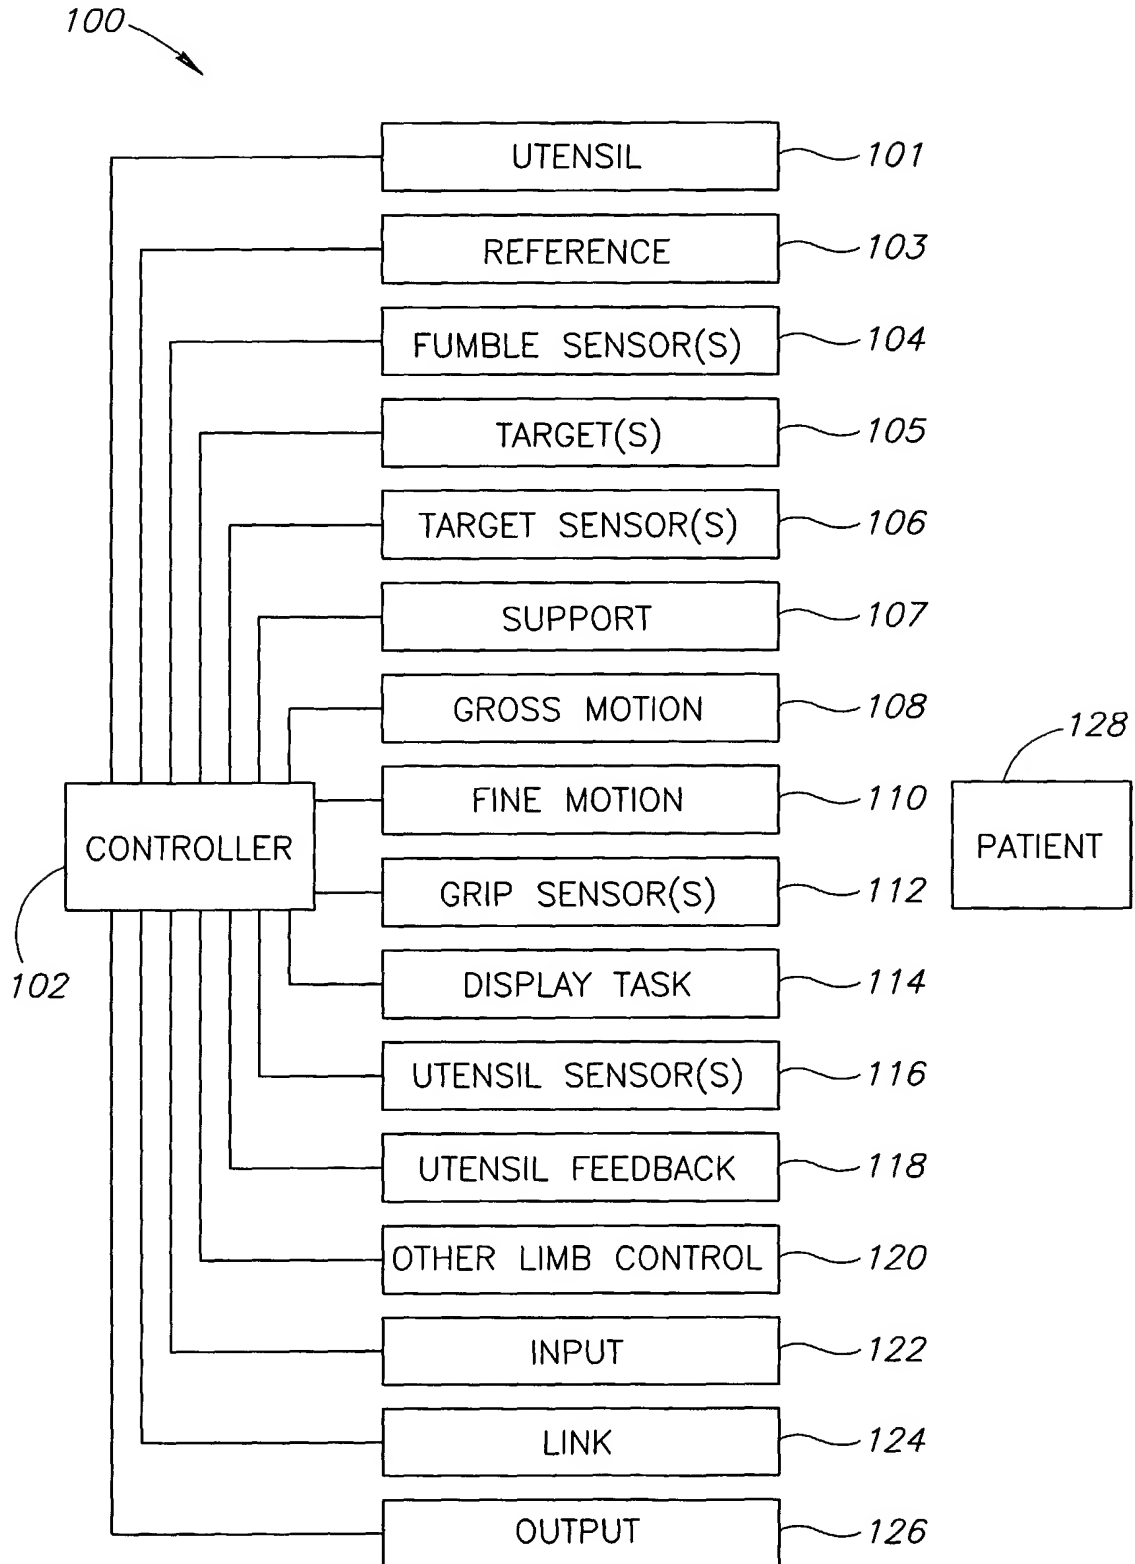 100
UTENSIL 101
REFERENCE 103
FUMBLE SENSOR(S) 104
TARGET(S) 105
TARGET SENSOR(S) 106
SUPPORT 107
GROSS MOTION 108
128
FINE MOTION 110
CONTROLLER
PATIENT
GRIP SENSOR(S) 112
102
DISPLAY TASK 114
UTENSIL SENSOR(S) 116
UTENSIL FEEDBACK 118
OTHER LIMB CONTROL 120
INPUT 122
LINK 124
OUTPUT 126